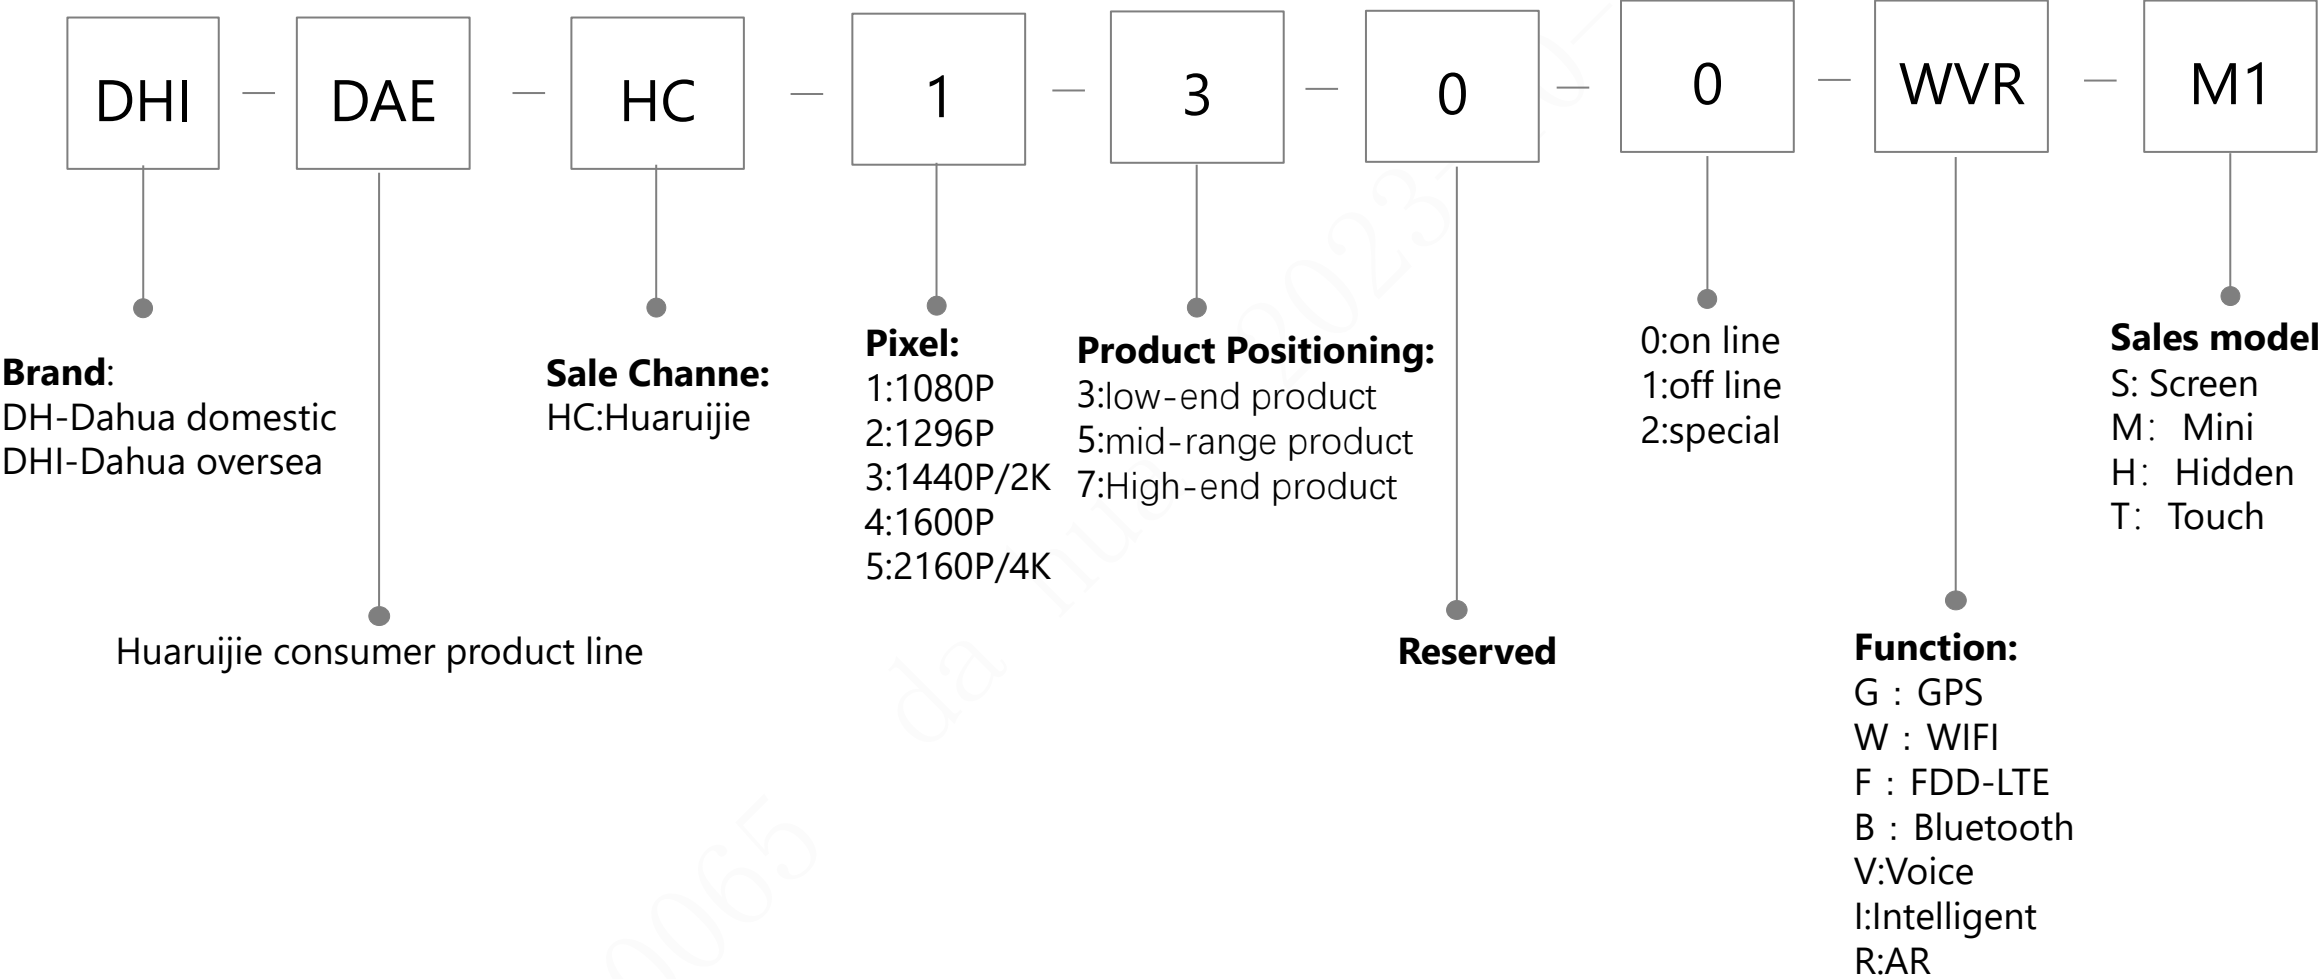 DHI — DAE — HC — 1 — 3 — 0 — 0 — WVR — M1
Brand:
DH-Dahua domestic
DHI-Dahua oversea
Huaruijie consumer product line
Sale Channe:
HC:Huaruijie
Pixel:
1:1080P
2:1296P
3:1440P/2K
4:1600P
5:2160P/4K
Product Positioning:
3:low-end product
5:mid-range product
7:High-end product
Reserved
0:on line
1:off line
2:special
Function:
G：GPS
W：WIFI
F：FDD-LTE
B：Bluetooth
V:Voice
I:Intelligent
R:AR
Sales model
S: Screen
M： Mini
H： Hidden
T： Touch